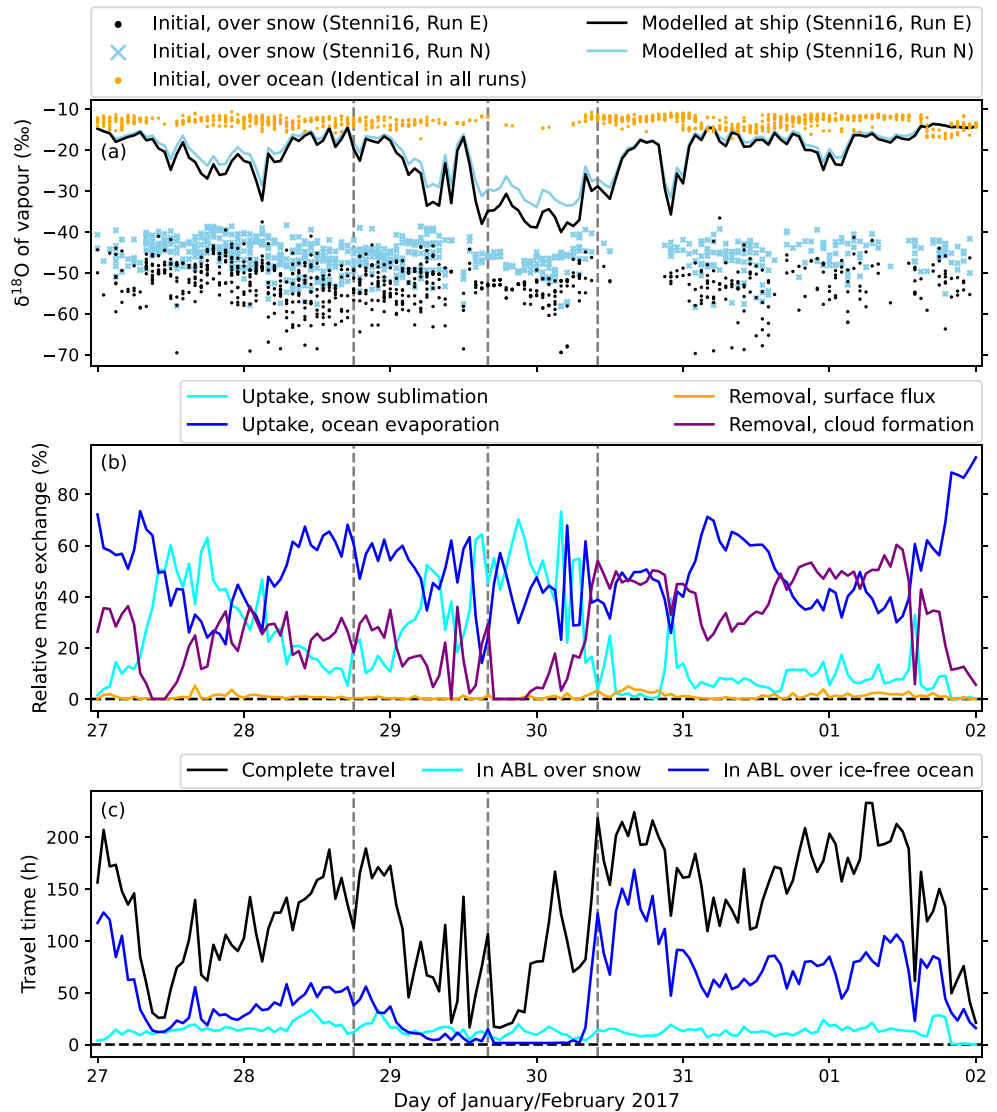 Initial, over snow (Stenni16, Run E)
Initial, over snow (Stenni16, Run N)
Initial, over ocean (Identical in all runs)
Modelled at ship (Stenni16, Run E)
Modelled at ship (Stenni16, Run N)
δ¹⁸O of vapour (‰)
−10
−20
−30
−40
−50
−60
−70
(a)
Uptake, snow sublimation
Uptake, ocean evaporation
Removal, surface flux
Removal, cloud formation
Relative mass exchange (%)
80
60
40
20
0
(b)
27
28
29
30
31
01
02
Complete travel
In ABL over snow
In ABL over ice-free ocean
Travel time (h)
200
150
100
50
0
(c)
27
28
29
30
31
01
02
Day of January/February 2017